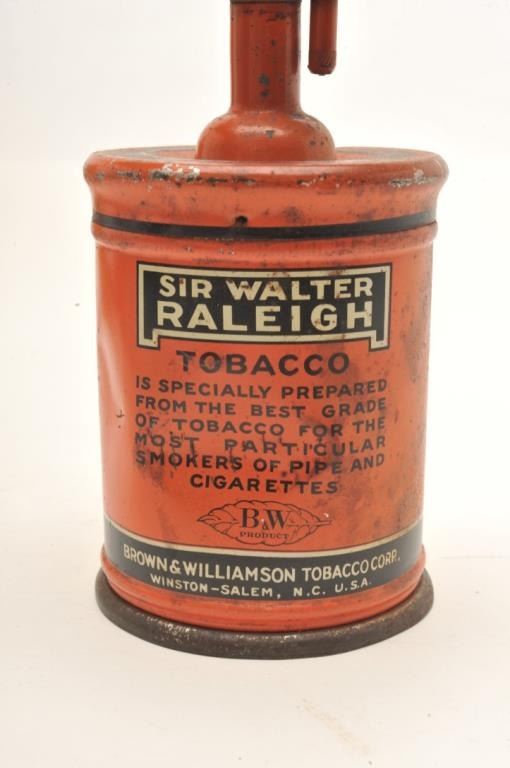 SIR WALTER
RALEIGH
TOBACCO
IS SPECIALLY PREPARED
FROM THE BEST GRADE
OF TOBACCO FOR THE
MOST PARTICULAR
SMOKERS OF PIPE AND
CIGARETTES
B&W
PRODUCT
BROWN & WILLIAMSON TOBACCO CORP.
WINSTON-SALEM, N.C. U.S.A.